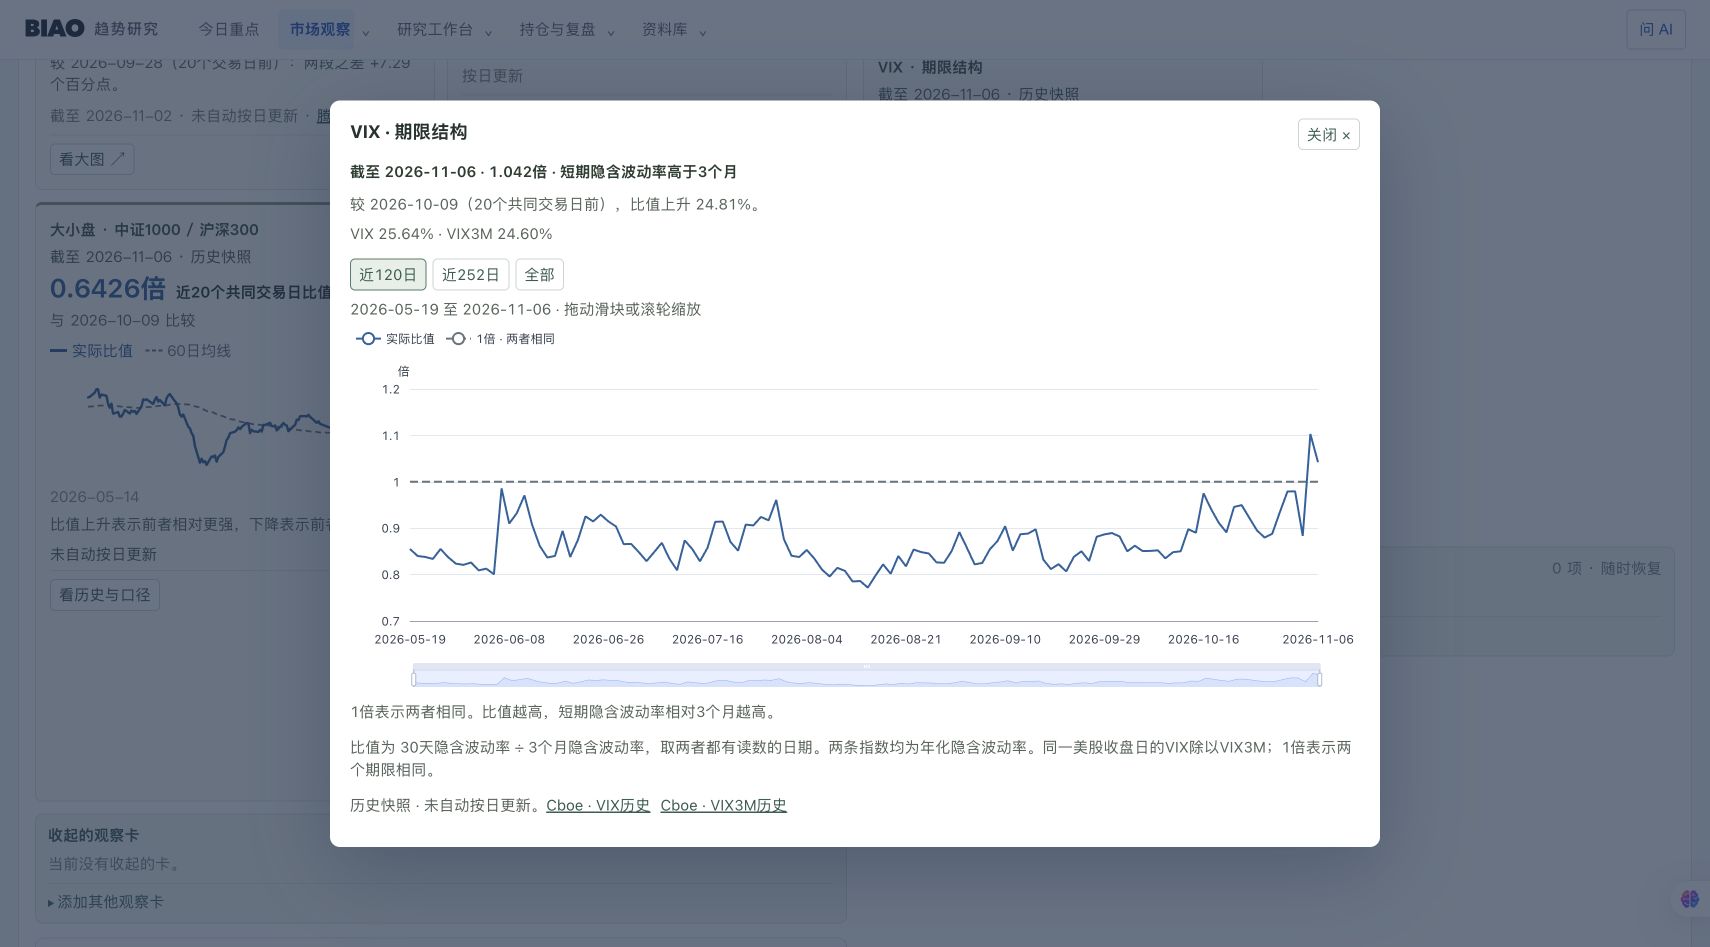 BIAO 趋势研究 今日重点 市场观察 研究工作台 持仓与复盘 资料库 问 AI
较 2026-09-28（20个交易日前）：两段之差 +7.29
个百分点。
截至 2026-11-02 · 未自动按日更新 ·
看大图 ↗
按日更新
VIX · 期限结构
截至 2026-11-06 · 历史快照
大小盘 · 中证1000 / 沪深300
截至 2026-11-06 · 历史快照
0.6426倍 近20个共同交易日比值
与 2026-10-09 比较
实际比值 60日均线
2026-05-14
比值上升表示前者相对更强，下降表示前
未自动按日更新
看历史与口径
收起的观察卡
当前没有收起的卡。
▸ 添加其他观察卡
0 项 · 随时恢复
VIX · 期限结构
关闭 ×
截至 2026-11-06 · 1.042倍 · 短期隐含波动率高于3个月
较 2026-10-09（20个共同交易日前），比值上升 24.81%。
VIX 25.64% · VIX3M 24.60%
近120日 近252日 全部
2026-05-19 至 2026-11-06 · 拖动滑块或滚轮缩放
实际比值 1倍 · 两者相同
倍
1.2
1.1
1
0.9
0.8
0.7
2026-05-19 2026-06-08 2026-06-26 2026-07-16 2026-08-04 2026-08-21 2026-09-10 2026-09-29 2026-10-16 2026-11-06
1倍表示两者相同。比值越高，短期隐含波动率相对3个月越高。
比值为 30天隐含波动率 ÷ 3个月隐含波动率，取两者都有读数的日期。两条指数均为年化隐含波动率。同一美股收盘日的VIX除以VIX3M；1倍表示两
个期限相同。
历史快照 · 未自动按日更新。Cboe · VIX历史 Cboe · VIX3M历史